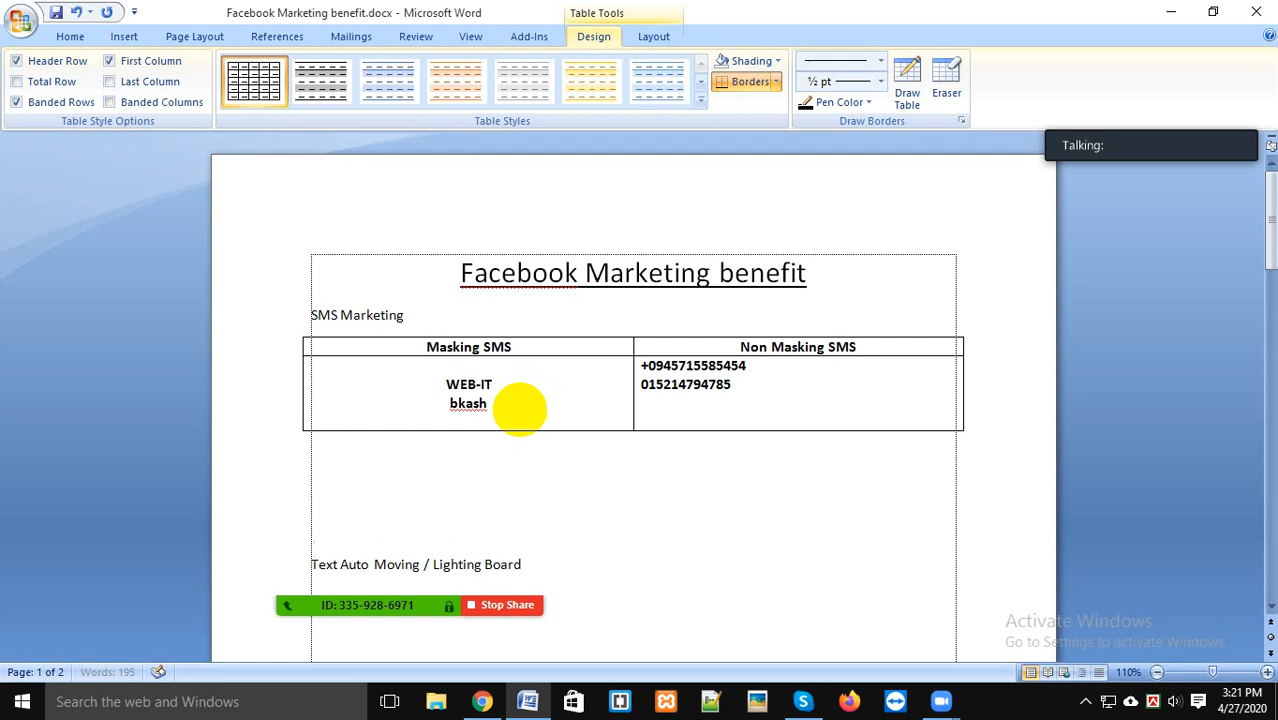 Facebook Marketing benefit.docx - Microsoft Word
Table Tools
Home Insert Page Layout References Mailings Review View Add-Ins Design Layout
Header Row First Column
Total Row Last Column
Banded Rows Banded Columns
Table Style Options
Table Styles
Shading
Borders
½ pt
Pen Color
Draw Table
Eraser
Draw Borders
Talking:
Facebook Marketing benefit
SMS Marketing
Masking SMS Non Masking SMS
+0945715585454
WEB-IT 015214794785
bkash
Text Auto Moving / Lighting Board
ID: 335-928-6971 Stop Share
Activate Windows
Go to Settings to activate Windows.
Page: 1 of 2 Words: 195 110%
Search the web and Windows
3:21 PM
4/27/2020